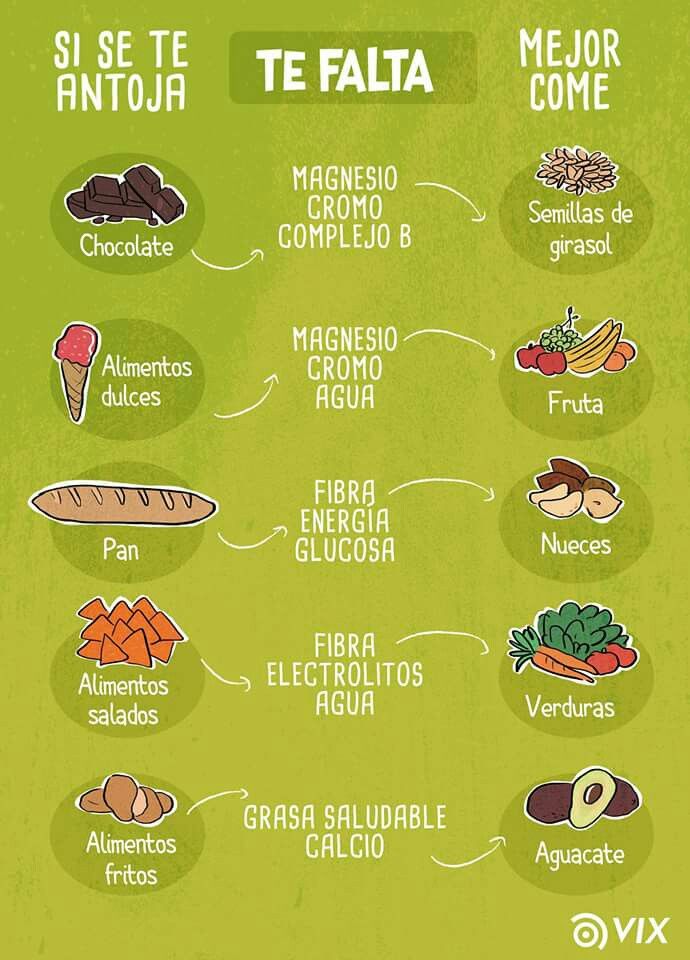 SI SE TE
ANTOJA
TE FALTA
MEJOR
COME
Chocolate
MAGNESIO
CROMO
COMPLEJO B
Semillas de
girasol
Alimentos
dulces
MAGNESIO
CROMO
AGUA
Fruta
Pan
FIBRA
ENERGÍA
GLUCOSA
Nueces
Alimentos
salados
FIBRA
ELECTROLITOS
AGUA
Verduras
Alimentos
fritos
GRASA SALUDABLE
CALCIO
Aguacate
VIX